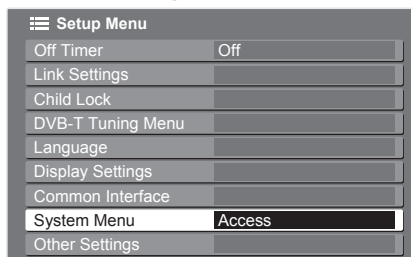 Setup Menu
Off Timer Off
Link Settings
Child Lock
DVB-T Tuning Menu
Language
Display Settings
Common Interface
System Menu Access
Other Settings